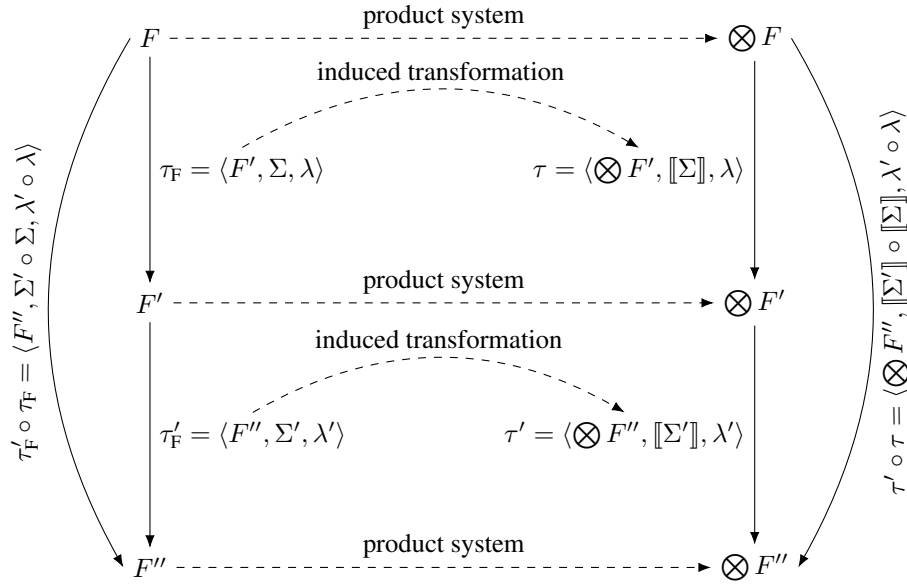 product system
F
⨂ F
induced transformation
τ_F = ⟨F′, Σ, λ⟩
τ = ⟨⨂ F′, ⟦Σ⟧, λ⟩
τ′_F ∘ τ_F = ⟨F″, Σ′ ∘ Σ, λ′ ∘ λ⟩
τ′ ∘ τ = ⟨⨂ F″, ⟦Σ′⟧ ∘ ⟦Σ⟧, λ′ ∘ λ⟩
product system
F′
⨂ F′
induced transformation
τ′_F = ⟨F″, Σ′, λ′⟩
τ′ = ⟨⨂ F″, ⟦Σ′⟧, λ′⟩
product system
F″
⨂ F″